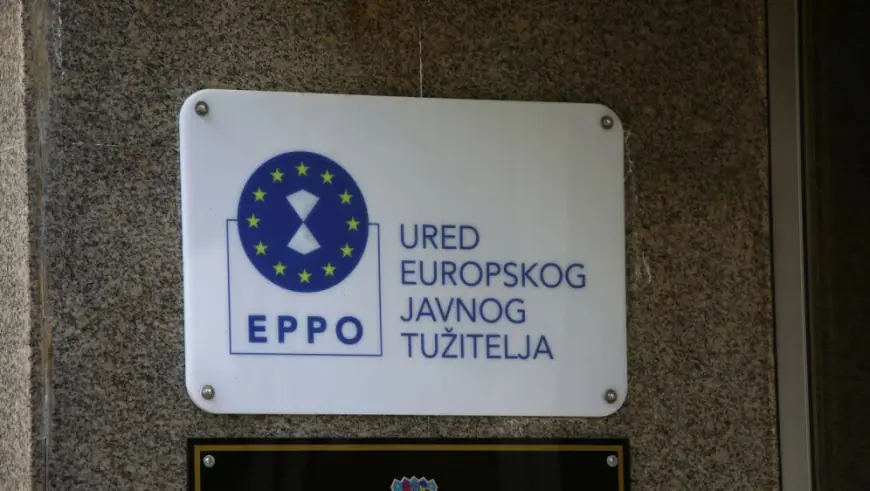 EPPO
URED
EUROPSKOG
JAVNOG
TUŽITELJA